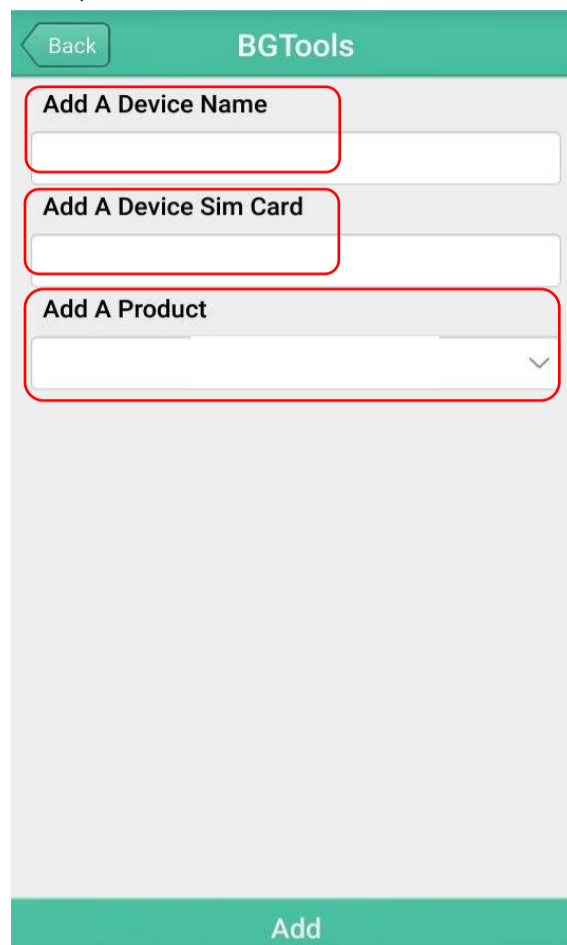 Back
BGTools
Add A Device Name
Add A Device Sim Card
Add A Product
Add